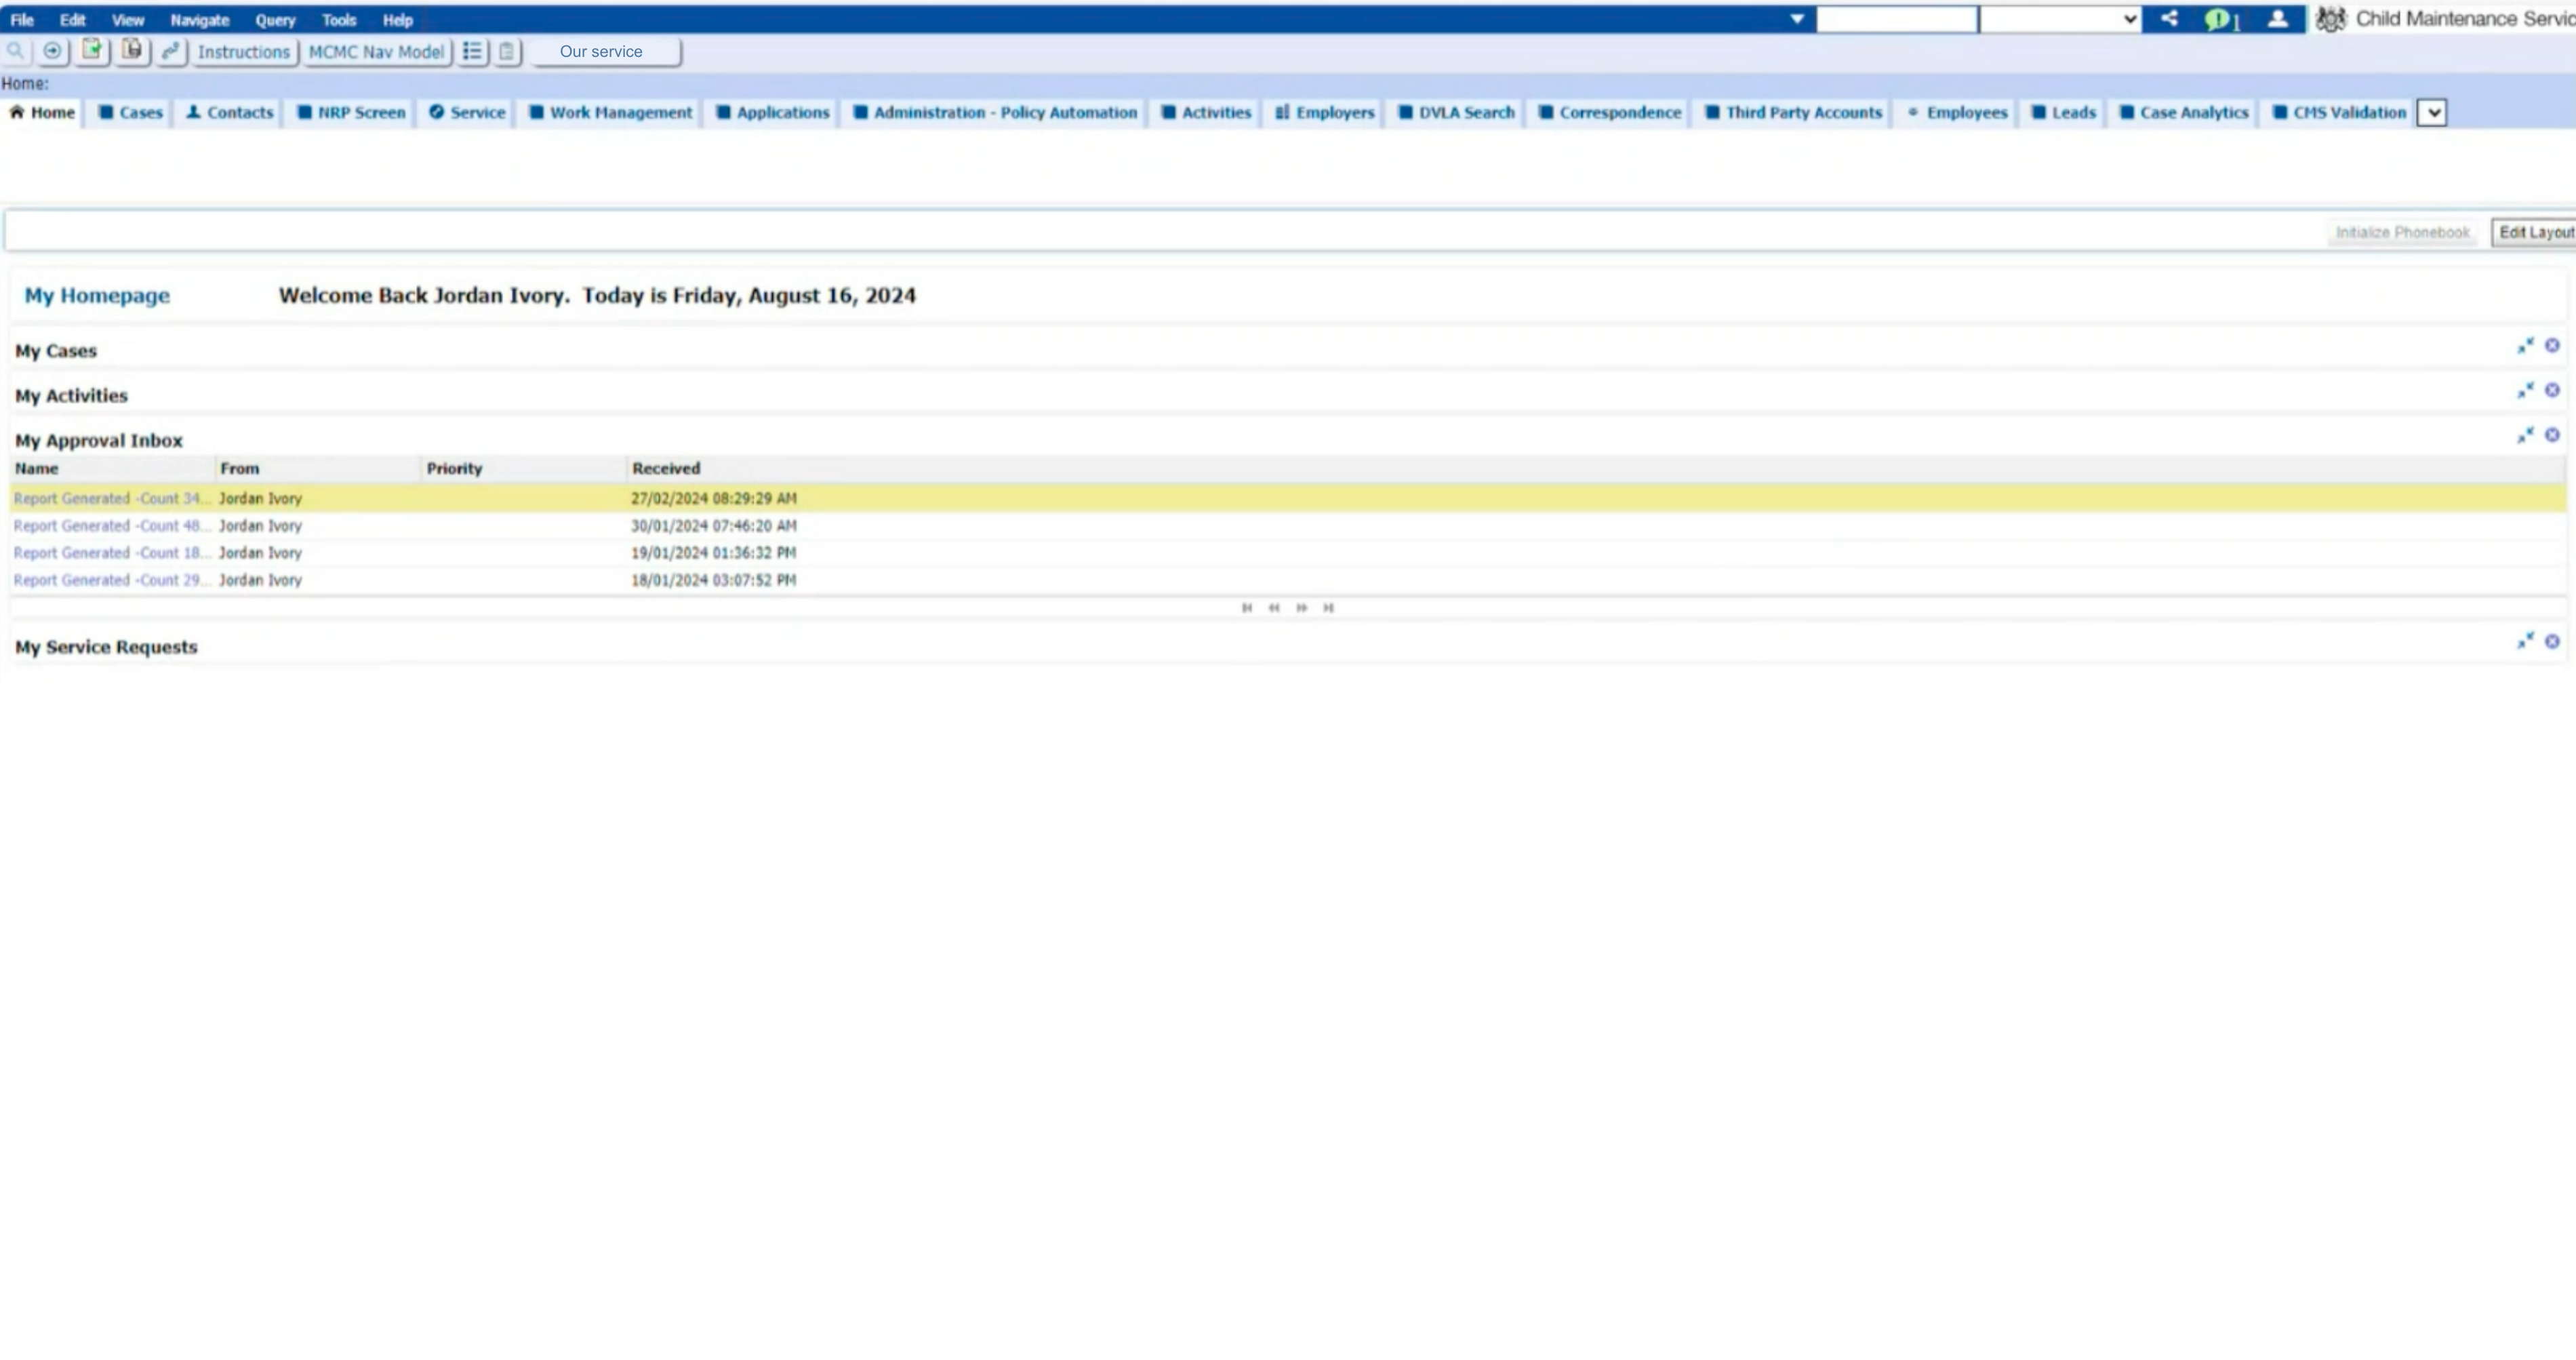 File Edit View Navigate Query Tools Help 1 Child Maintenance Servic
Instructions MCMC Nav Model Our service
Home:
Home Cases Contacts NRP Screen Service Work Management Applications Administration - Policy Automation Activities Employers DVLA Search Correspondence Third Party Accounts Employees Leads Case Analytics CMS Validation
Initialize Phonebook Edit Layout
My Homepage Welcome Back Jordan Ivory. Today is Friday, August 16, 2024
My Cases
My Activities
My Approval Inbox
Name From Priority Received
Report Generated -Count 34... Jordan Ivory 27/02/2024 08:29:29 AM
Report Generated -Count 48... Jordan Ivory 30/01/2024 07:46:20 AM
Report Generated -Count 18... Jordan Ivory 19/01/2024 01:36:32 PM
Report Generated -Count 29... Jordan Ivory 18/01/2024 03:07:52 PM
My Service Requests